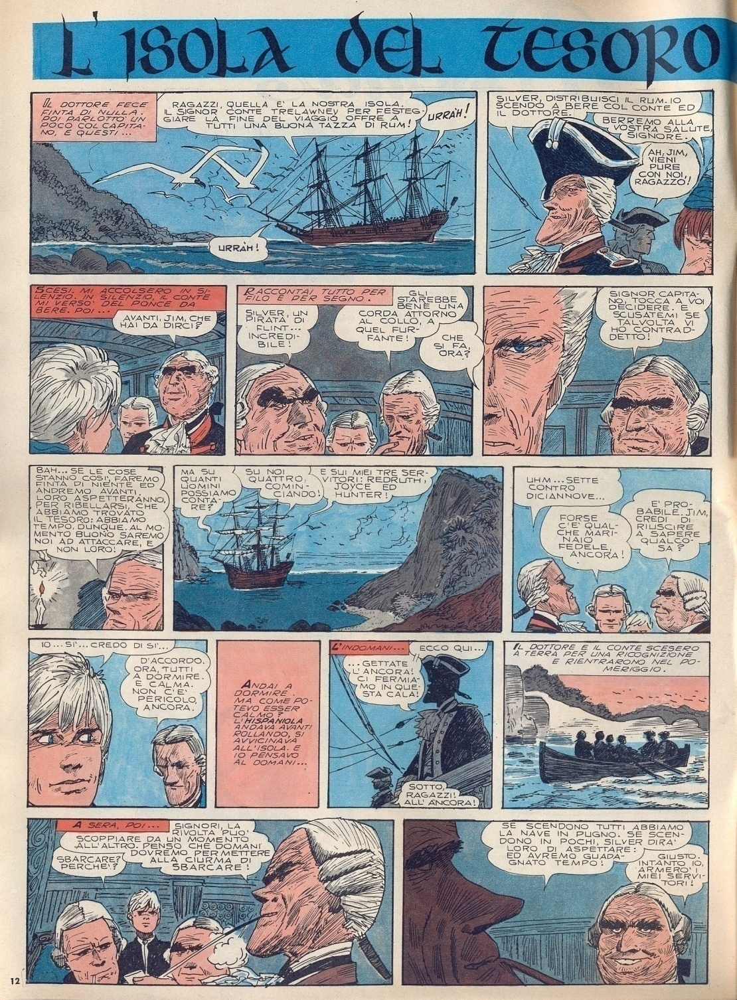 L'ISOLA DEL TESORO
IL DOTTORE FECE
FINTA DI NULLA.
POI PARLOTTO' UN
POCO COL CAPITA-
NO, E QUESTI...
RAGAZZI, QUELLA E' LA NOSTRA ISOLA.
IL SIGNOR CONTE TRELAWNEY PER FESTEG
GIARE LA FINE DEL VIAGGIO OFFRE A
TUTTI UNA BUONA TAZZA DI RUM!
URRÀH!
URRÀH!
SILVER, DISTRIBUISCI IL RUM. IO
SCENDO A BERE COL CONTE ED
IL DOTTORE.
BERREMO ALLA
VOSTRA SALUTE,
SIGNORE.
AH, JIM,
VIENI
PURE
CON NOI,
RAGAZZO!
SCESI. MI ACCOLSERO IN SI-
LENZIO. IN SILENZIO, IL CONTE
MI VERSO' DEL PONCE DA
BERE. POI...
AVANTI, JIM, CHE
HAI DA DIRCI?
RACCONTAI TUTTO PER
FILO E PER SEGNO.
SILVER, UN
PIRATA DI
FLINT...
INCREDI-
BILE!
GLI
STAREBBE
BENE UNA
CORDA ATTORNO
AL COLLO, A
QUEL FUR-
FANTE!
CHE
SI FA,
ORA?
SIGNOR CAPITA-
NO, TOCCA A VOI
DECIDERE. E
SCUSATEMI SE
TALVOLTA VI
HO CONTRAD-
DETTO!
BAH... SE LE COSE
STANNO COSI', FAREMO
FINTA DI NIENTE ED
ANDREMO AVANTI.
LORO ASPETTERANNO,
PER RIBELLARSI, CHE
ABBIAMO TROVATO
IL TESORO: ABBIAMO
TEMPO. DUNQUE. AL MO-
MENTO BUONO SAREMO
NOI AD ATTACCARE, E
NON LORO!
MA SU
QUANTI
UOMINI
POSSIAMO
CONTA-
RE?
SU NOI
QUATTRO,
COMIN-
CIANDO!
E SUI MIEI TRE SER-
VITORI: REDRUTH,
JOYCE ED
HUNTER!
UHM... SETTE
CONTRO
DICIANNOVE...
FORSE
C'E' QUAL-
CHE MARI-
NAIO
FEDELE,
ANCORA!
E' PRO-
BABILE. JIM,
CREDI DI
RIUSCIRE
A SAPERE
QUALCO-
SA?
IO... SI'... CREDO DI SI'...
D'ACCORDO.
ORA, TUTTI
A DORMIRE.
E CALMA.
NON C'E'
PERICOLO,
ANCORA.
ANDAI A
DORMIRE.
MA COME PO-
TEVO ESSER
CALMO?
L'HISPANIOLA
ANDAVA AVANTI
ROLLANDO, SI
AVVICINAVA
ALL'ISOLA. E
IO PENSAVO
AL DOMANI...
L'INDOMANI...
ECCO QUI...
...GETTATE
L'ANCORA!
CI FERMIA-
MO IN QUE-
STA CALA!
SOTTO,
RAGAZZI!
ALL'ANCORA!
IL DOTTORE E IL CONTE SCESERO
A TERRA PER UNA RICOGNIZIONE
E RIENTRARONO NEL PO-
MERIGGIO.
A SERA, POI...
SIGNORI, LA
RIVOLTA PUO'
SCOPPIARE DA UN MOMENTO
ALL'ALTRO. PENSO CHE DOMANI
DOVREMO PERMETTERE
ALLA CIURMA DI
SBARCARE!
SBARCARE?
PERCHE'?
SE SCENDONO TUTTI ABBIAMO
LA NAVE IN PUGNO. SE SCEN-
DONO IN POCHI, SILVER DIRA'
LORO DI ASPETTARE:
ED AVREMO GUADA-
GNATO TEMPO!
GIUSTO.
INTANTO IO,
ARMERO' I
MIEI SERVI-
TORI!
12